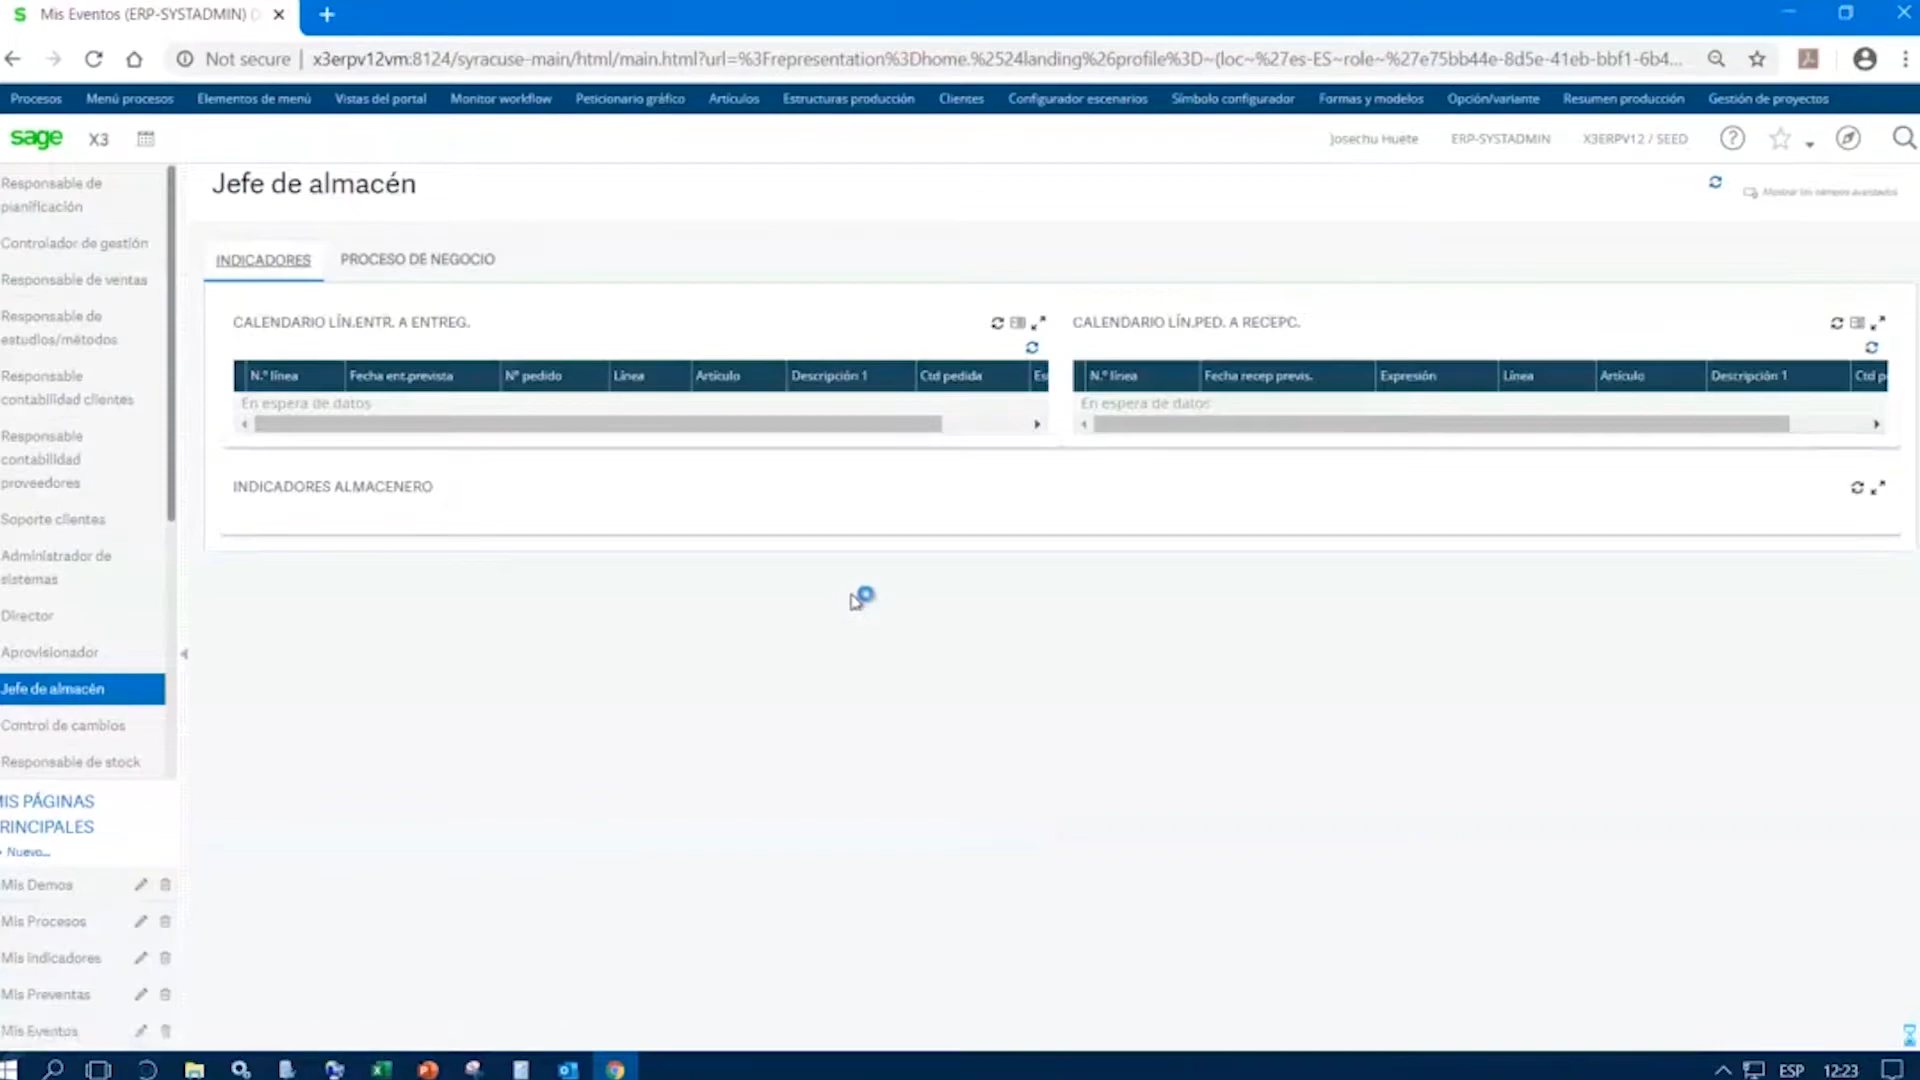 Mis Eventos (ERP-SYSTADMIN)
Not secure | x3erpv12vm:8124/syracuse-main/html/main.html?url=%3Frepresentation%3Dhome.%2524landing%26profile%3D~(loc~%27es-ES~role~%27e75bb44e-8d5e-41eb-bbf1-6b4...
Procesos Menú procesos Elementos de menú Vistas del portal Monitor workflow Peticionario gráfico Artículos Estructuras producción Clientes Configurador escenarios Símbolo configurador Formas y modelos Opción/variante Resumen producción Gestión de proyectos
sage X3 Josechu Huete ERP-SYSTADMIN X3ERPV12 / SEED
Responsable de
planificación
Controlador de gestión
Responsable de ventas
Responsable de
estudios/métodos
Responsable
contabilidad clientes
Responsable
contabilidad
proveedores
Soporte clientes
Administrador de
sistemas
Director
Aprovisionador
Jefe de almacén
Control de cambios
Responsable de stock
IS PÁGINAS
RINCIPALES
Nuevo...
Mis Demos
Mis Procesos
Mis indicadores
Mis Preventas
Mis Eventos
Jefe de almacén
Mostrar los campos avanzados
INDICADORES PROCESO DE NEGOCIO
CALENDARIO LÍN.ENTR. A ENTREG.
N.º línea Fecha ent.prevista Nº pedido Línea Artículo Descripción 1 Ctd pedida Es
En espera de datos
CALENDARIO LÍN.PED. A RECEPC.
N.º línea Fecha recep previs. Expresión Línea Artículo Descripción 1 Ctd p
En espera de datos
INDICADORES ALMACENERO
ESP 12:23